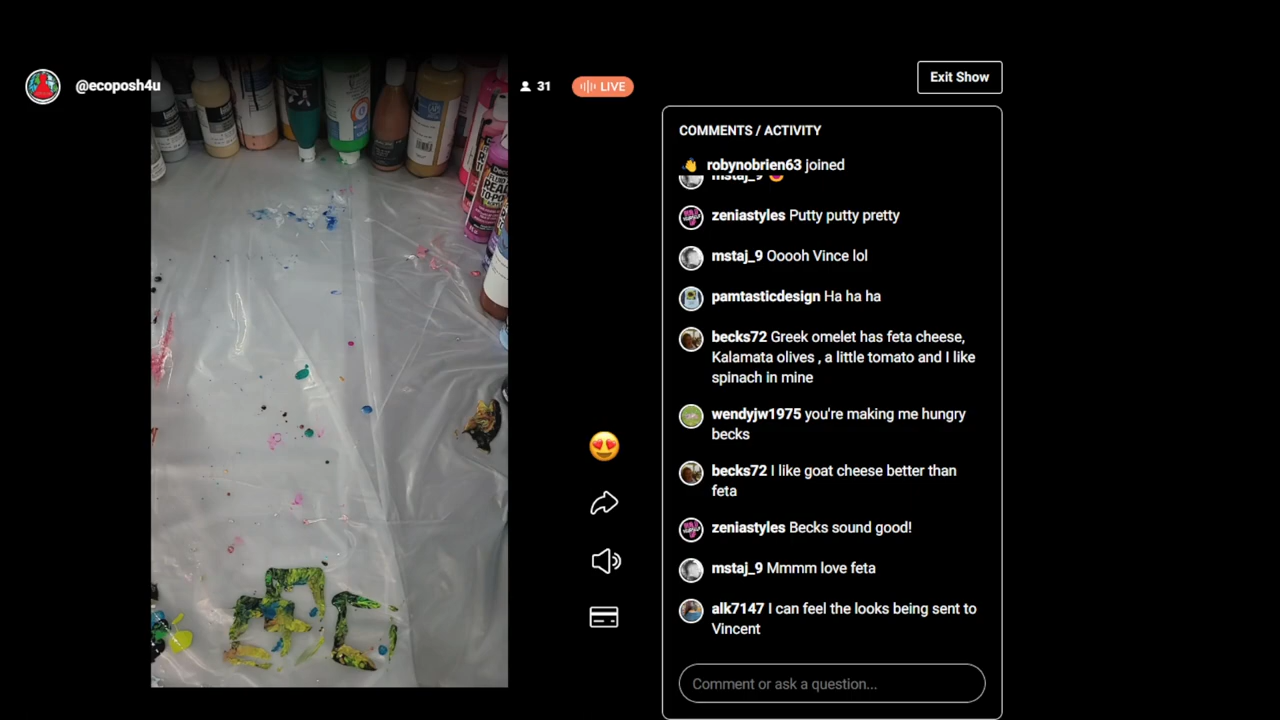 @ecoposh4u
31
LIVE
Exit Show
COMMENTS / ACTIVITY
robynobrien63 joined
mstaj_9
zeniastyles Putty putty pretty
mstaj_9 Ooooh Vince lol
pamtasticdesign Ha ha ha
becks72 Greek omelet has feta cheese,
Kalamata olives , a little tomato and I like
spinach in mine
wendyjw1975 you're making me hungry
becks
becks72 I like goat cheese better than
feta
zeniastyles Becks sound good!
mstaj_9 Mmmm love feta
alk7147 I can feel the looks being sent to
Vincent
Comment or ask a question...